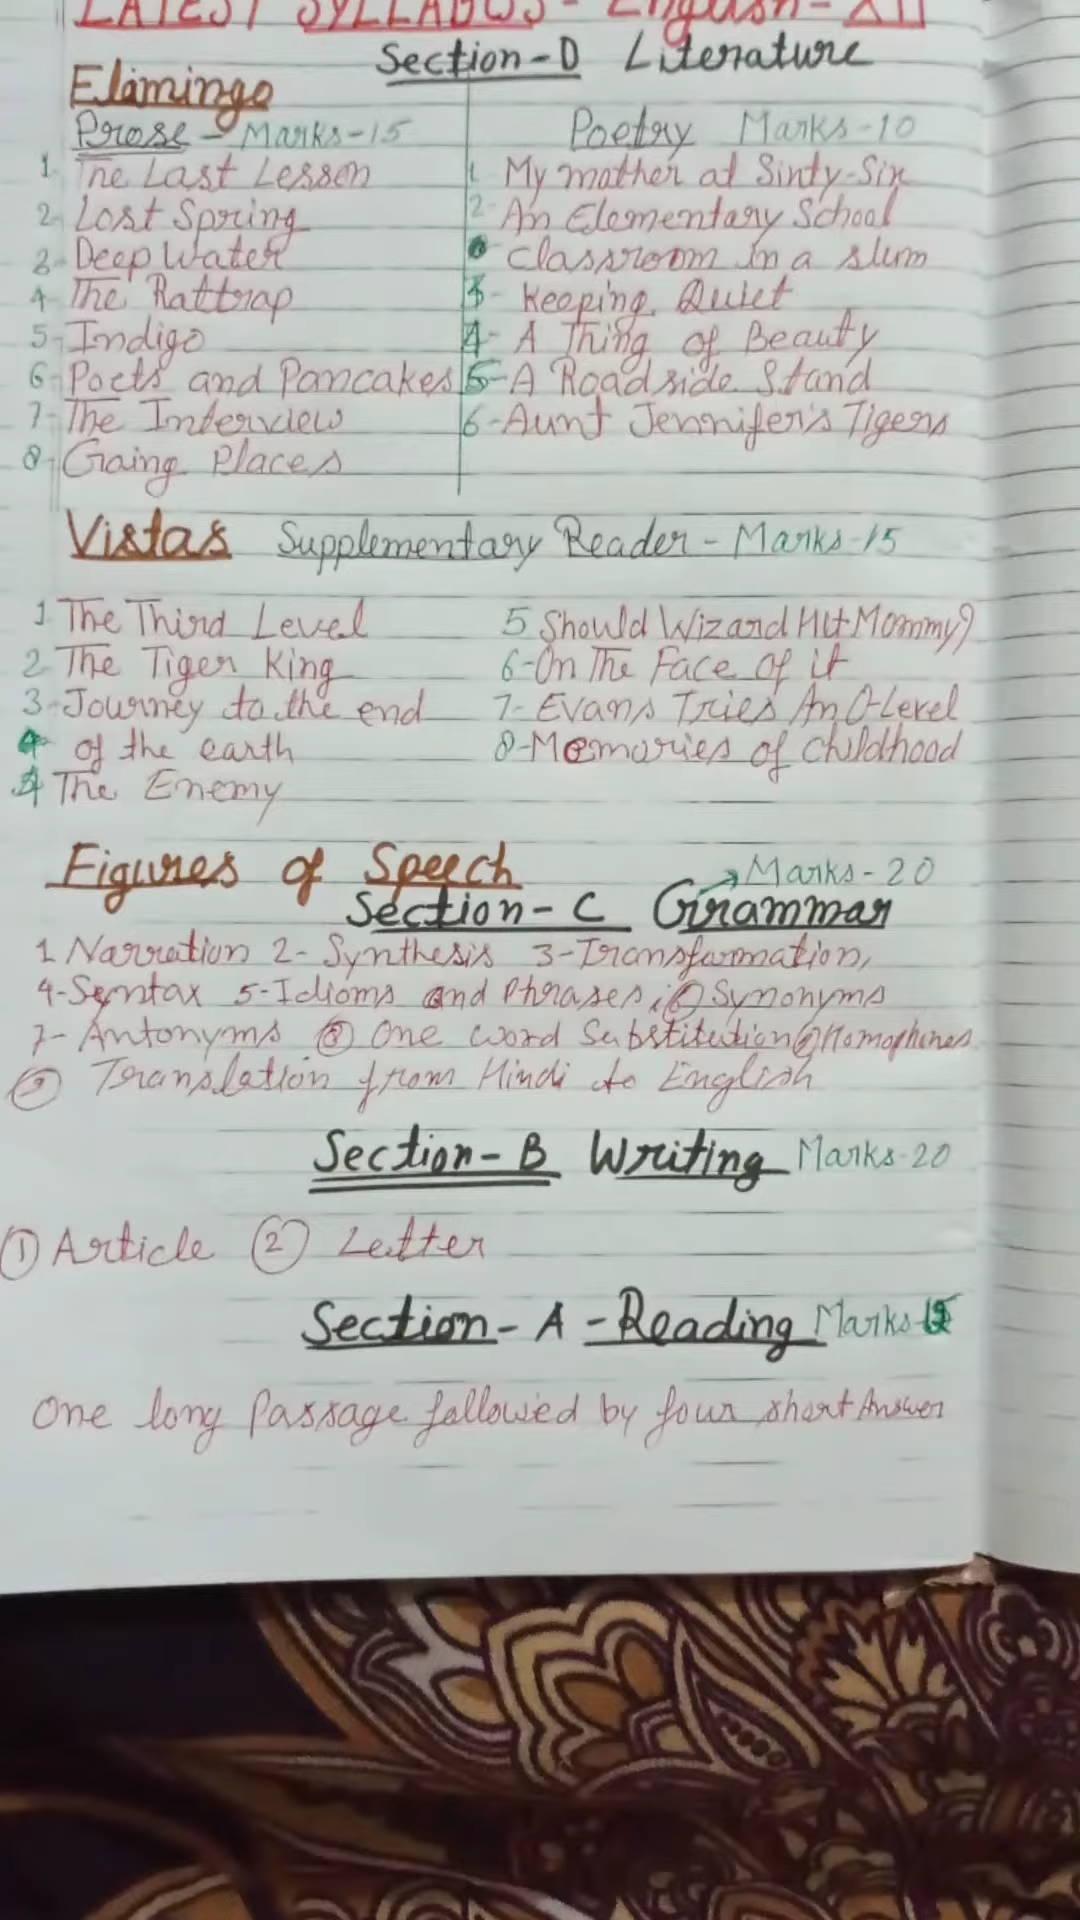 LATEST SYLLABUS - English - XII
Section-D Literature
Flamingo
Prose - Marks-15
1. The Last Lesson
2- Lost Spring
3- Deep Water
4- The Rattrap
5- Indigo
6- Poets and Pancakes
7- The Interview
8- Going Places
Poetry Marks-10
1 My mother at Sinty-Six
2- An Elementary School
Classroom in a slum
3- Keeping Quiet
4- A Thing of Beauty
5- A Roadside Stand
6- Aunt Jennifer's Tigers
Vistas Supplementary Reader - Marks-15
1. The Third Level
2 The Tiger King
3- Journey to the end
of the earth
4 The Enemy
5 Should Wizard Hit Mommy?
6- On The Face of it
7- Evans Tries An O-Level
8- Memories of Childhood
Figures of Speech
→ Marks-20
Section-C Grammar
1 Narration 2- Synthesis 3- Transformation,
4- Syntax 5- Idioms and Phrases, ⑥ Synonyms
7- Antonyms ⑧ One word Substitution Homophones
⑨ Translation from Hindi to English
Section-B Writing Marks-20
① Article ② Letter
Section-A - Reading Marks-
One long Passage followed by four short Answer